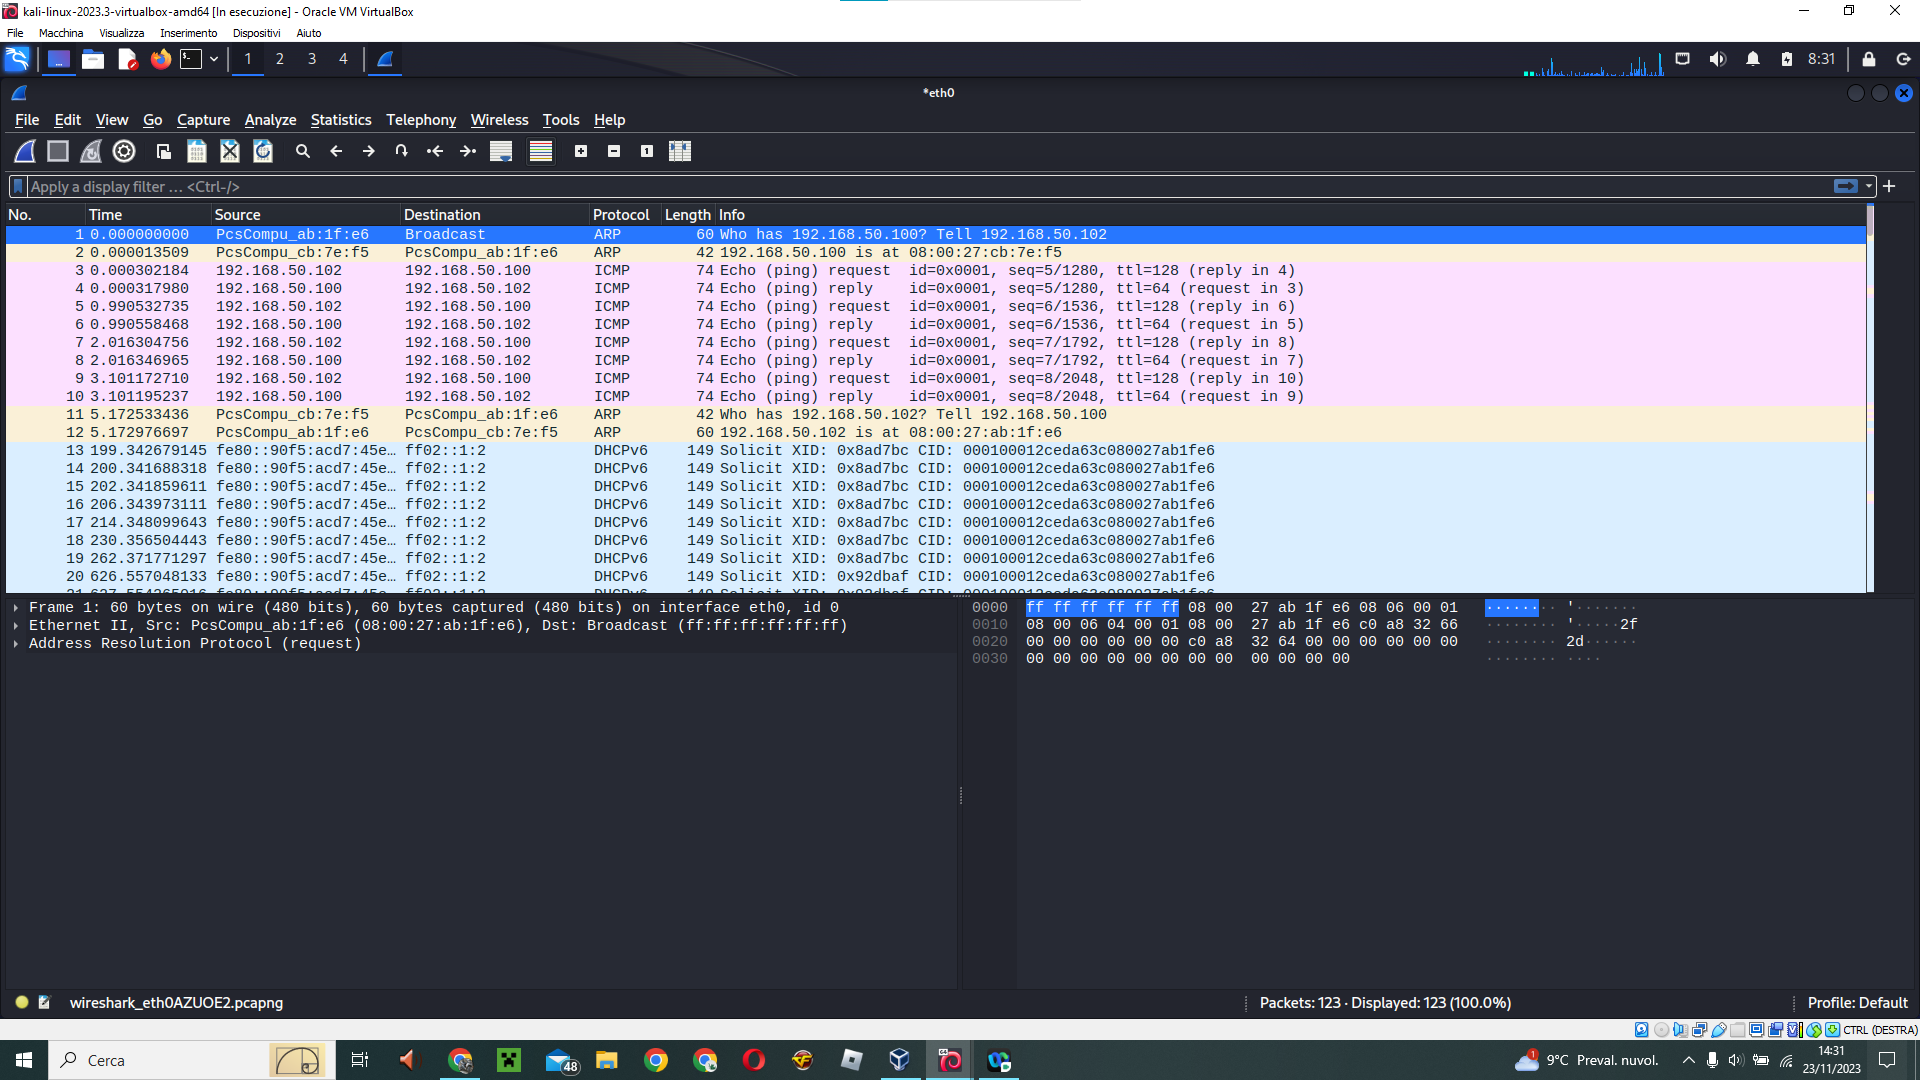 kali-linux-2023.3-virtualbox-amd64 [In esecuzione] - Oracle VM VirtualBox
File Macchina Visualizza Inserimento Dispositivi Aiuto
1 2 3 4 8:31
*eth0
File Edit View Go Capture Analyze Statistics Telephony Wireless Tools Help
Apply a display filter … <Ctrl-/>
No. Time Source Destination Protocol Length Info
1 0.000000000 PcsCompu_ab:1f:e6 Broadcast ARP 60 Who has 192.168.50.100? Tell 192.168.50.102
2 0.000013509 PcsCompu_cb:7e:f5 PcsCompu_ab:1f:e6 ARP 42 192.168.50.100 is at 08:00:27:cb:7e:f5
3 0.000302184 192.168.50.102 192.168.50.100 ICMP 74 Echo (ping) request id=0x0001, seq=5/1280, ttl=128 (reply in 4)
4 0.000317980 192.168.50.100 192.168.50.102 ICMP 74 Echo (ping) reply id=0x0001, seq=5/1280, ttl=64 (request in 3)
5 0.990532735 192.168.50.102 192.168.50.100 ICMP 74 Echo (ping) request id=0x0001, seq=6/1536, ttl=128 (reply in 6)
6 0.990558468 192.168.50.100 192.168.50.102 ICMP 74 Echo (ping) reply id=0x0001, seq=6/1536, ttl=64 (request in 5)
7 2.016304756 192.168.50.102 192.168.50.100 ICMP 74 Echo (ping) request id=0x0001, seq=7/1792, ttl=128 (reply in 8)
8 2.016346965 192.168.50.100 192.168.50.102 ICMP 74 Echo (ping) reply id=0x0001, seq=7/1792, ttl=64 (request in 7)
9 3.101172710 192.168.50.102 192.168.50.100 ICMP 74 Echo (ping) request id=0x0001, seq=8/2048, ttl=128 (reply in 10)
10 3.101195237 192.168.50.100 192.168.50.102 ICMP 74 Echo (ping) reply id=0x0001, seq=8/2048, ttl=64 (request in 9)
11 5.172533436 PcsCompu_cb:7e:f5 PcsCompu_ab:1f:e6 ARP 42 Who has 192.168.50.102? Tell 192.168.50.100
12 5.172976697 PcsCompu_ab:1f:e6 PcsCompu_cb:7e:f5 ARP 60 192.168.50.102 is at 08:00:27:ab:1f:e6
13 199.342679145 fe80::90f5:acd7:45e… ff02::1:2 DHCPv6 149 Solicit XID: 0x8ad7bc CID: 000100012ceda63c080027ab1fe6
14 200.341688318 fe80::90f5:acd7:45e… ff02::1:2 DHCPv6 149 Solicit XID: 0x8ad7bc CID: 000100012ceda63c080027ab1fe6
15 202.341859611 fe80::90f5:acd7:45e… ff02::1:2 DHCPv6 149 Solicit XID: 0x8ad7bc CID: 000100012ceda63c080027ab1fe6
16 206.343973111 fe80::90f5:acd7:45e… ff02::1:2 DHCPv6 149 Solicit XID: 0x8ad7bc CID: 000100012ceda63c080027ab1fe6
17 214.348099643 fe80::90f5:acd7:45e… ff02::1:2 DHCPv6 149 Solicit XID: 0x8ad7bc CID: 000100012ceda63c080027ab1fe6
18 230.356504443 fe80::90f5:acd7:45e… ff02::1:2 DHCPv6 149 Solicit XID: 0x8ad7bc CID: 000100012ceda63c080027ab1fe6
19 262.371771297 fe80::90f5:acd7:45e… ff02::1:2 DHCPv6 149 Solicit XID: 0x8ad7bc CID: 000100012ceda63c080027ab1fe6
20 626.557048133 fe80::90f5:acd7:45e… ff02::1:2 DHCPv6 149 Solicit XID: 0x92dbaf CID: 000100012ceda63c080027ab1fe6
Frame 1: 60 bytes on wire (480 bits), 60 bytes captured (480 bits) on interface eth0, id 0
Ethernet II, Src: PcsCompu_ab:1f:e6 (08:00:27:ab:1f:e6), Dst: Broadcast (ff:ff:ff:ff:ff:ff)
Address Resolution Protocol (request)
0000 ff ff ff ff ff ff 08 00 27 ab 1f e6 08 06 00 01 ········ '·······
0010 08 00 06 04 00 01 08 00 27 ab 1f e6 c0 a8 32 66 ········ '·····2f
0020 00 00 00 00 00 00 c0 a8 32 64 00 00 00 00 00 00 ········ 2d······
0030 00 00 00 00 00 00 00 00 00 00 00 00 ········ ····
wireshark_eth0AZUOE2.pcapng
Packets: 123 · Displayed: 123 (100.0%)
Profile: Default
CTRL (DESTRA)
Cerca
48
1
9°C Preval. nuvol.
14:31
23/11/2023